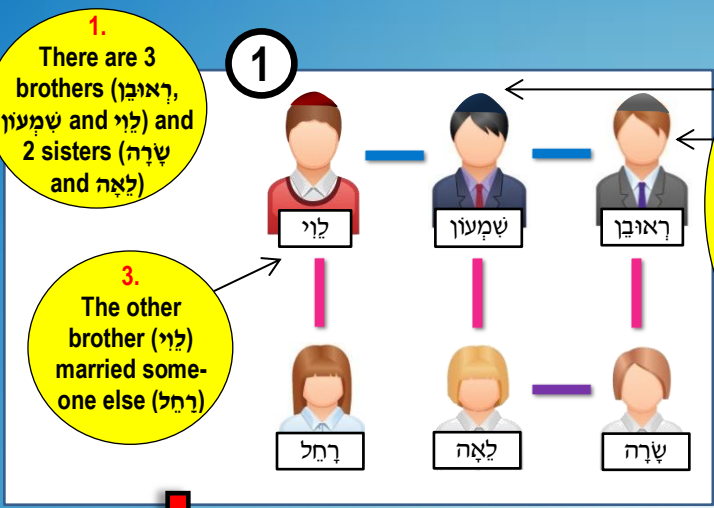 1.
There are 3
brothers (רְאוּבֵן,
שִׁמְעוֹן and לֵוִי) and
2 sisters (שָׂרָה
and לֵאָה)
1
לֵוִי
שִׁמְעוֹן
רְאוּבֵן
3.
The other
brother (לֵוִי)
married some-
one else (רָחֵל)
רָחֵל
לֵאָה
שָׂרָה